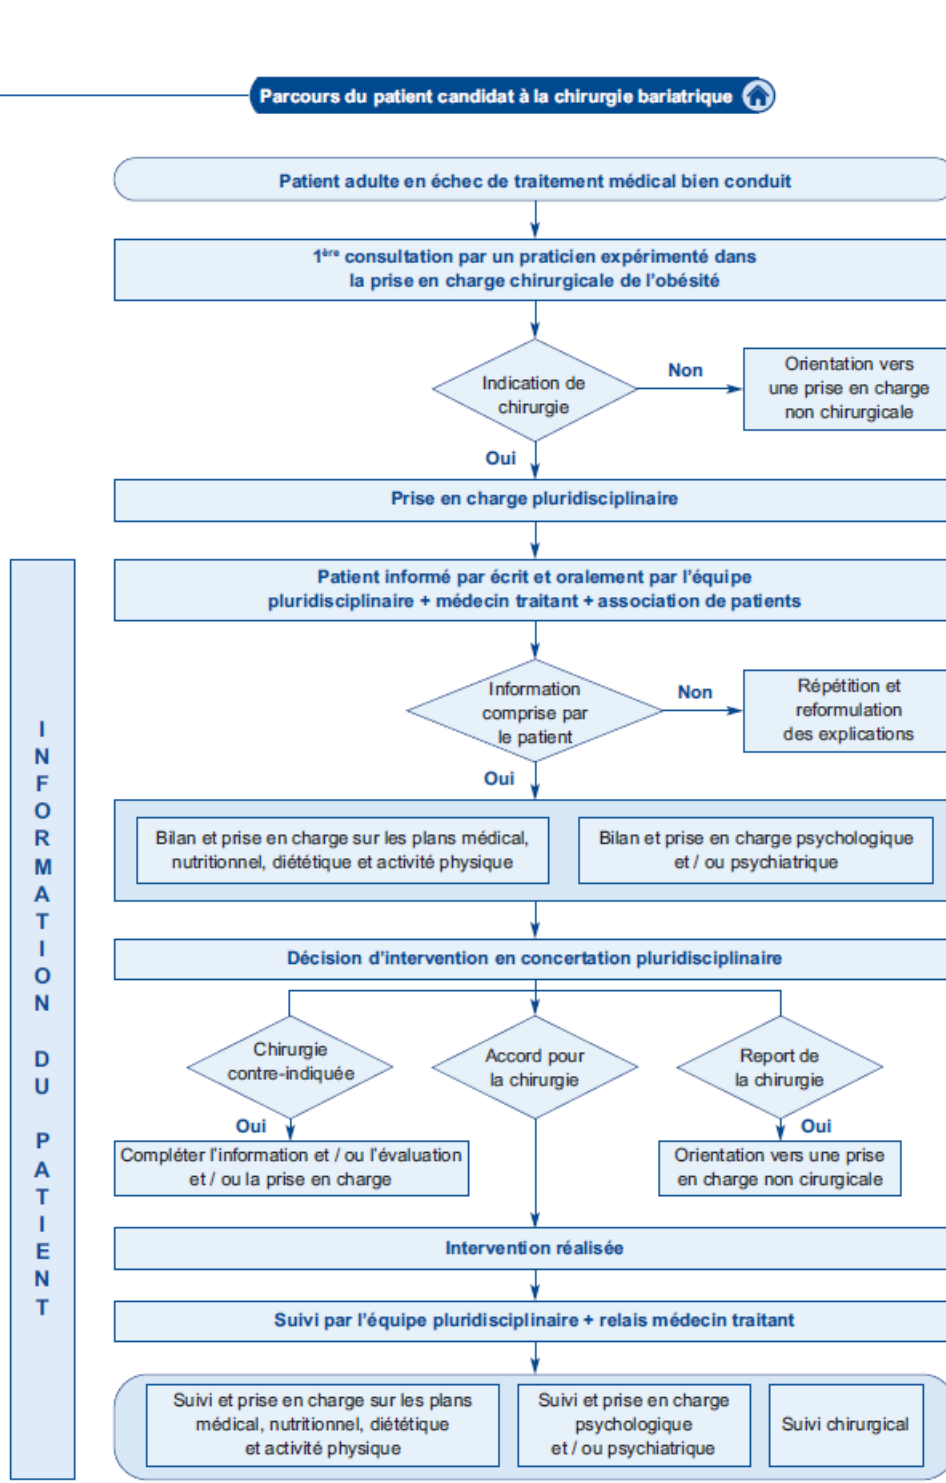 Parcours du patient candidat à la chirurgie bariatrique
Patient adulte en échec de traitement médical bien conduit
1ère consultation par un praticien expérimenté dans
la prise en charge chirurgicale de l'obésité
Indication de
chirurgie
Non
Orientation vers
une prise en charge
non chirurgicale
Oui
Prise en charge pluridisciplinaire
Patient informé par écrit et oralement par l'équipe
pluridisciplinaire + médecin traitant + association de patients
Information
comprise par
le patient
Non
Répétition et
reformulation
des explications
Oui
Bilan et prise en charge sur les plans médical,
nutritionnel, diététique et activité physique
Bilan et prise en charge psychologique
et / ou psychiatrique
Décision d'intervention en concertation pluridisciplinaire
Chirurgie
contre-indiquée
Accord pour
la chirurgie
Report de
la chirurgie
Oui
Oui
Compléter l'information et / ou l'évaluation
et / ou la prise en charge
Orientation vers une prise
en charge non cirurgicale
Intervention réalisée
Suivi par l'équipe pluridisciplinaire + relais médecin traitant
Suivi et prise en charge sur les plans
médical, nutritionnel, diététique
et activité physique
Suivi et prise en charge
psychologique
et / ou psychiatrique
Suivi chirurgical
INFORMATION DU PATIENT